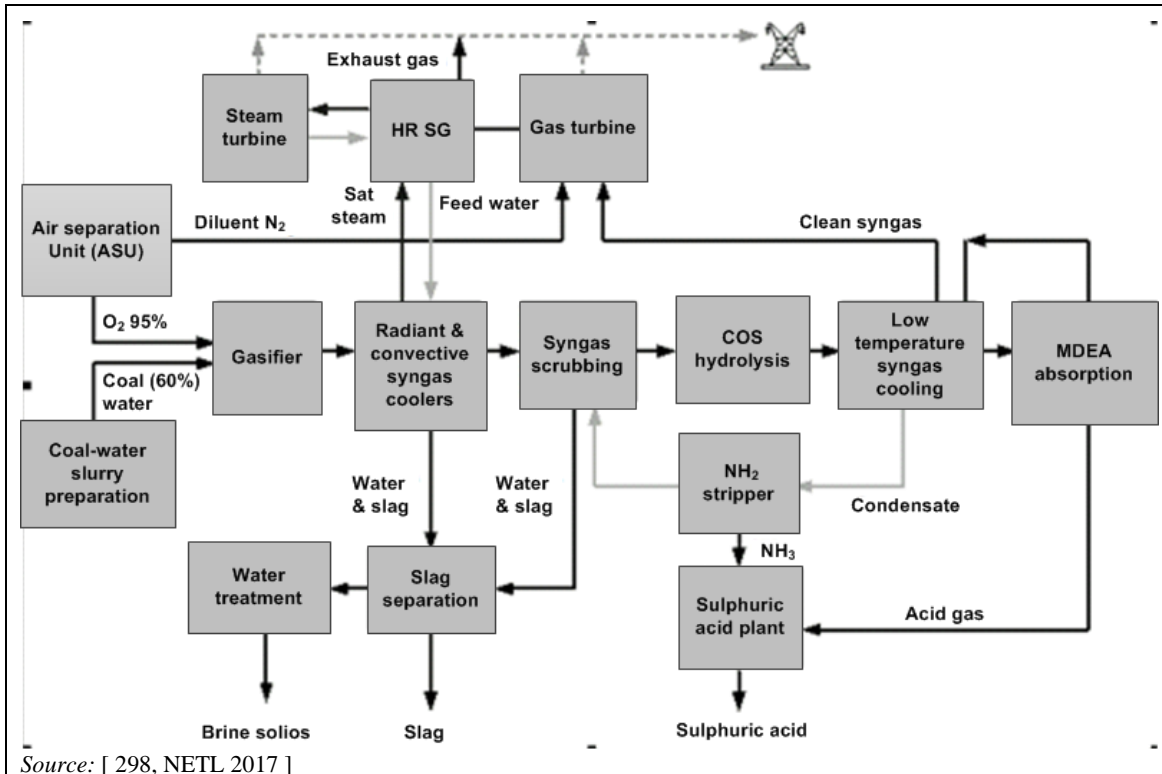 Exhaust gas
Steam
turbine
HR SG
Gas turbine
Sat
steam
Feed water
Air separation
Unit (ASU)
Diluent N₂
Clean syngas
O₂ 95%
Coal (60%)
water
Gasifier
Radiant &
convective
syngas
coolers
Syngas
scrubbing
COS
hydrolysis
Low
temperature
syngas
cooling
MDEA
absorption
Coal-water
slurry
preparation
Water
& slag
Water
& slag
NH₂
stripper
Condensate
NH₃
Water
treatment
Slag
separation
Sulphuric
acid plant
Acid gas
Brine solios
Slag
Sulphuric acid
Source: [ 298, NETL 2017 ]